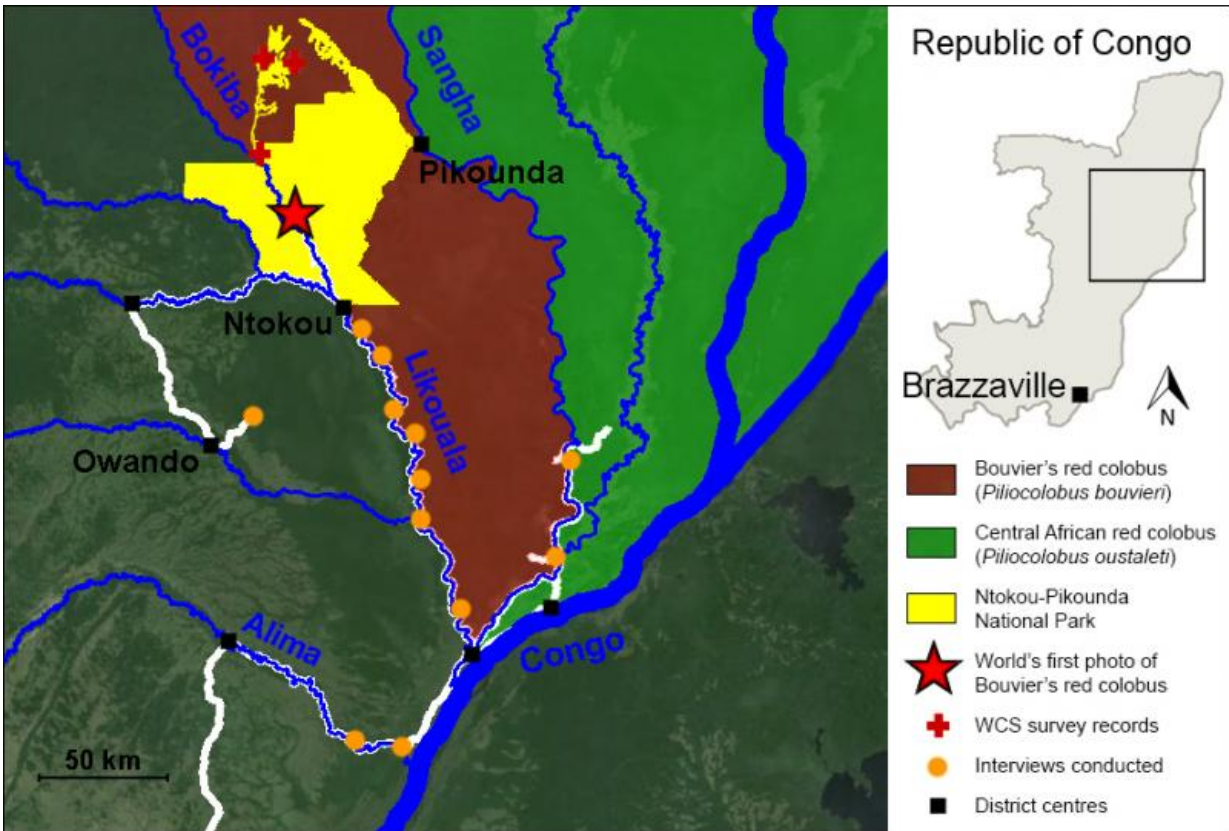 Bokiba
Sangha
Pikounda
Ntokou
Likouala
Owando
Alima
Congo
50 km
Republic of Congo
Brazzaville
N
Bouvier's red colobus
(Piliocolobus bouvieri)
Central African red colobus
(Piliocolobus oustaleti)
Ntokou-Pikounda
National Park
World's first photo of
Bouvier's red colobus
WCS survey records
Interviews conducted
District centres